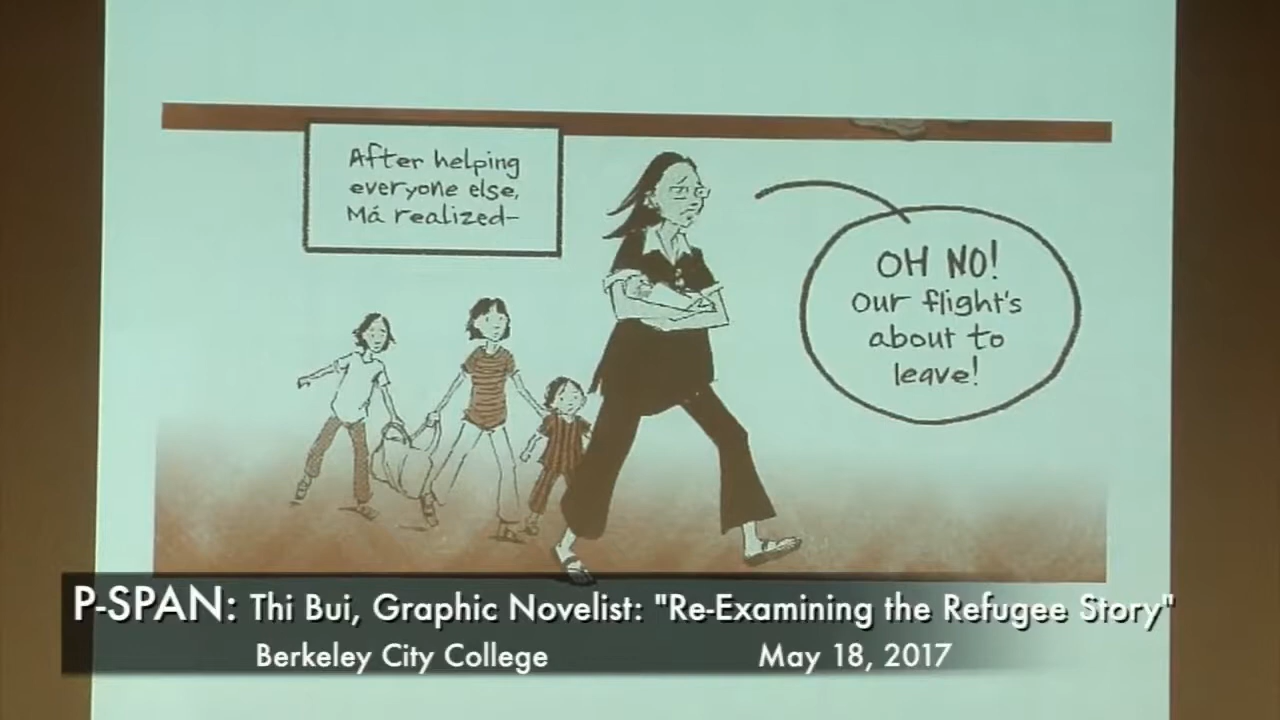 After helping
everyone else,
Má realized-
OH NO!
Our flight's
about to
leave!
P-SPAN: Thi Bui, Graphic Novelist: "Re-Examining the Refugee Story"
Berkeley City College May 18, 2017